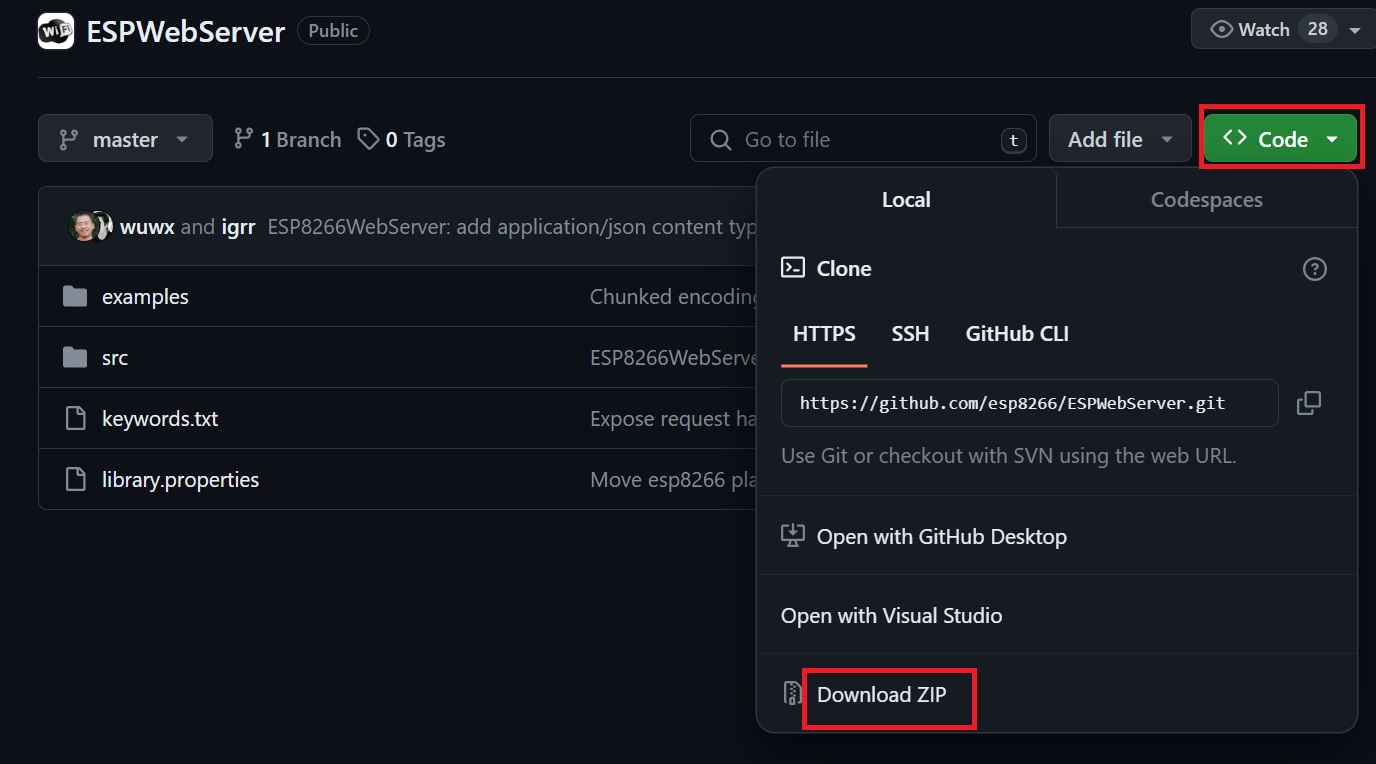 WiFi ESPWebServer Public Watch 28
master 1 Branch 0 Tags Go to file t Add file Code
Local Codespaces
wuwx and igrr ESP8266WebServer: add application/json content typ
Clone
examples Chunked encoding
HTTPS SSH GitHub CLI
src ESP8266WebServe
https://github.com/esp8266/ESPWebServer.git
keywords.txt Expose request ha
Use Git or checkout with SVN using the web URL.
library.properties Move esp8266 pla
Open with GitHub Desktop
Open with Visual Studio
Download ZIP